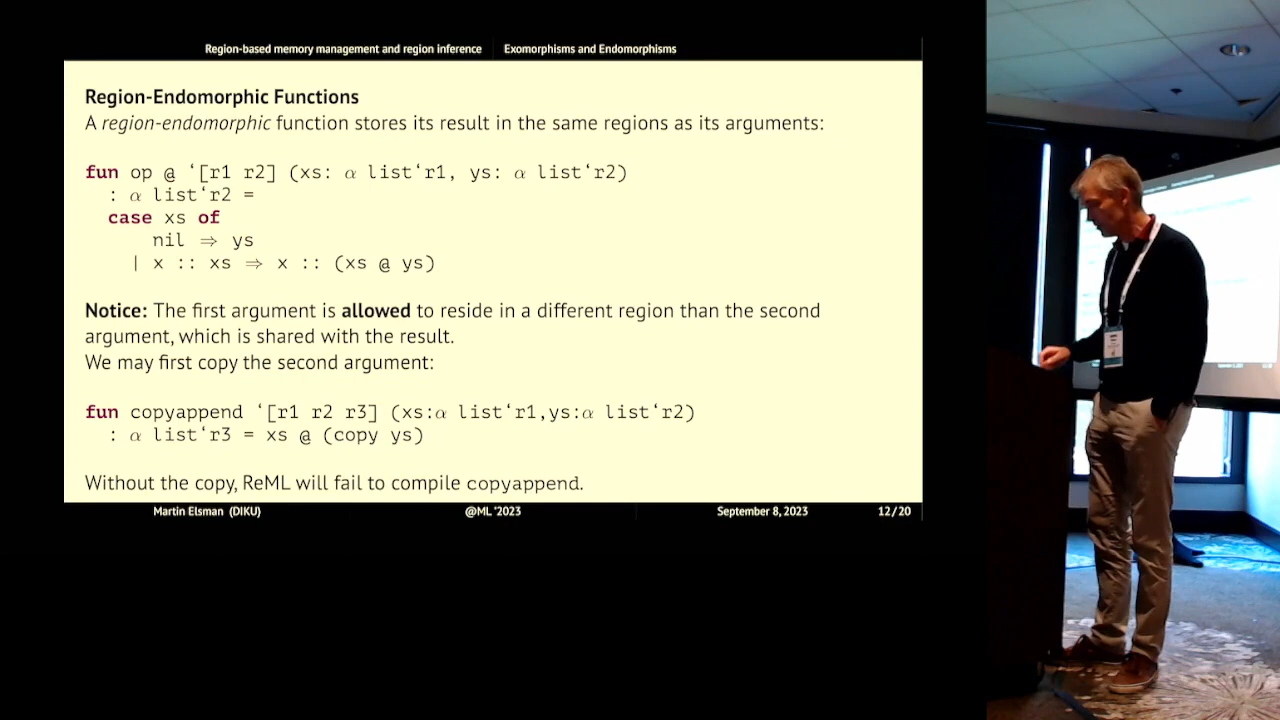 Region-based memory management and region inference Exomorphisms and Endomorphisms
Region-Endomorphic Functions
A region-endomorphic function stores its result in the same regions as its arguments:
fun op @ ‘[r1 r2] (xs: α list‘r1, ys: α list‘r2)
: α list‘r2 =
case xs of
nil ⇒ ys
| x :: xs ⇒ x :: (xs @ ys)
Notice: The first argument is allowed to reside in a different region than the second
argument, which is shared with the result.
We may first copy the second argument:
fun copyappend ‘[r1 r2 r3] (xs:α list‘r1,ys:α list‘r2)
: α list‘r3 = xs @ (copy ys)
Without the copy, ReML will fail to compile copyappend.
Martin Elsman (DIKU) @ML '2023 September 8, 2023 12/20